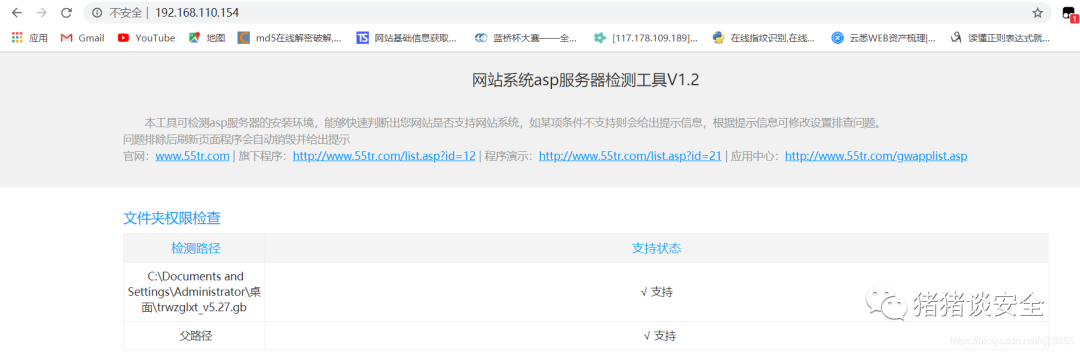 不安全 | 192.168.110.154
1
应用 Gmail YouTube 地图 md5在线解密破解,... 网站基础信息获取... 蓝桥杯大赛——全... [117.178.109.189]... 在线指纹识别,在线... 云悉WEB资产梳理|... 读懂正则表达式就...
网站系统asp服务器检测工具V1.2
本工具可检测asp服务器的安装环境，能够快速判断出您网站是否支持网站系统，如某项条件不支持则会给出提示信息，根据提示信息可修改设置排查问题。
问题排除后刷新页面程序会自动销毁并给出提示
官网：www.55tr.com | 旗下程序：http://www.55tr.com/list.asp?id=12 | 程序演示：http://www.55tr.com/list.asp?id=21 | 应用中心：http://www.55tr.com/gwapplist.asp
文件夹权限检查
检测路径 支持状态
C:\Documents and
Settings\Administrator\桌
面\trwzglxt_v5.27.gb
√ 支持
父路径 √ 支持
猪猪谈安全